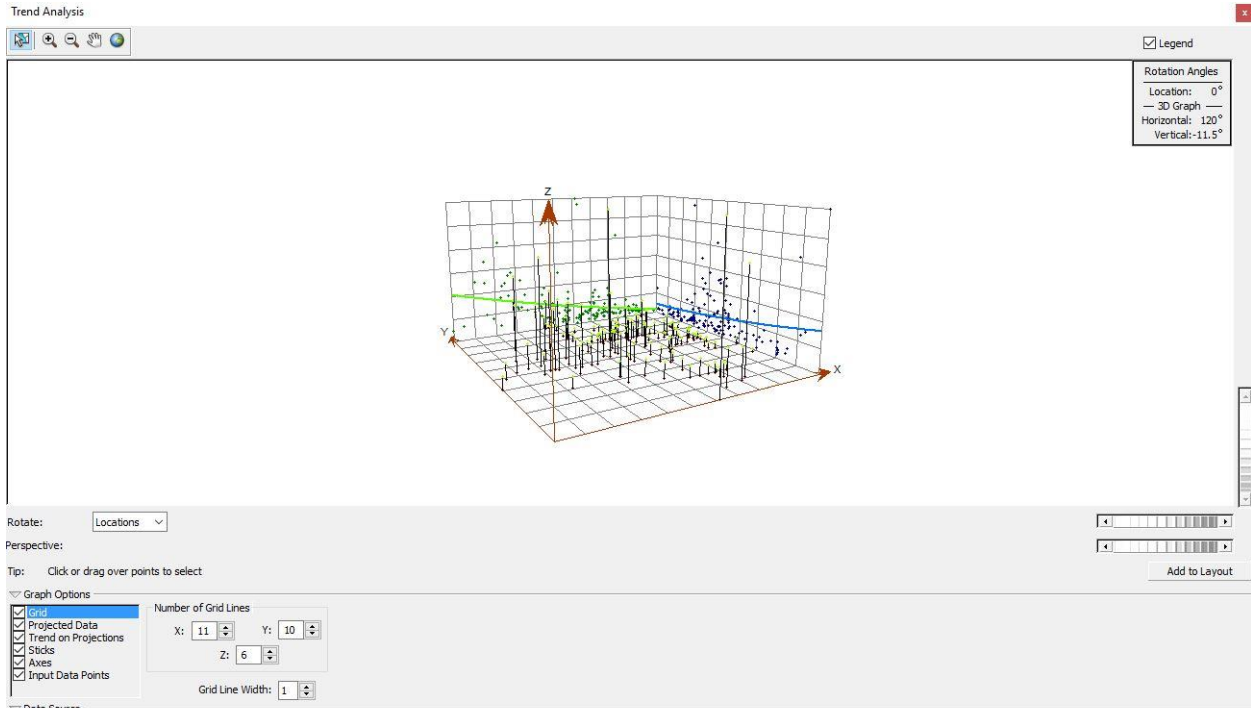 Trend Analysis
x
Legend
Rotation Angles
Location: 0°
3D Graph
Horizontal: 120°
Vertical:-11.5°
Z
Y
X
Rotate: Locations
Perspective:
Tip: Click or drag over points to select
Add to Layout
Graph Options
Grid
Projected Data
Trend on Projections
Sticks
Axes
Input Data Points
Number of Grid Lines
X: 11 Y: 10
Z: 6
Grid Line Width: 1
Data Source